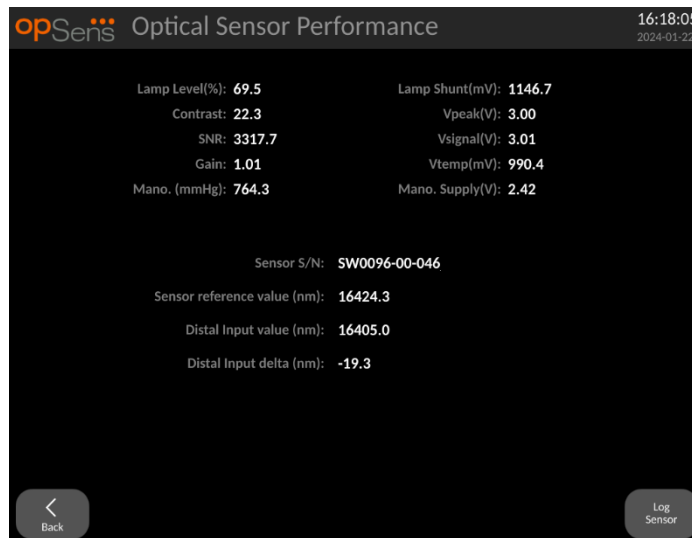 opSens Optical Sensor Performance 16:18:05
2024-01-22
Lamp Level(%): 69.5 Lamp Shunt(mV): 1146.7
Contrast: 22.3 Vpeak(V): 3.00
SNR: 3317.7 Vsignal(V): 3.01
Gain: 1.01 Vtemp(mV): 990.4
Mano. (mmHg): 764.3 Mano. Supply(V): 2.42
Sensor S/N: SW0096-00-046
Sensor reference value (nm): 16424.3
Distal Input value (nm): 16405.0
Distal Input delta (nm): -19.3
Back
Log
Sensor